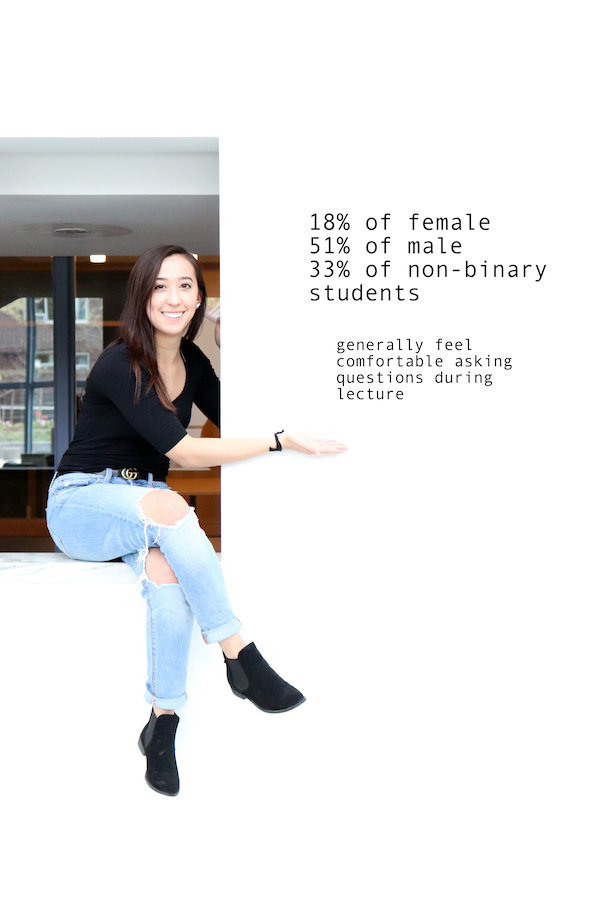 18% of female
51% of male
33% of non-binary
students
generally feel
comfortable asking
questions during
lecture